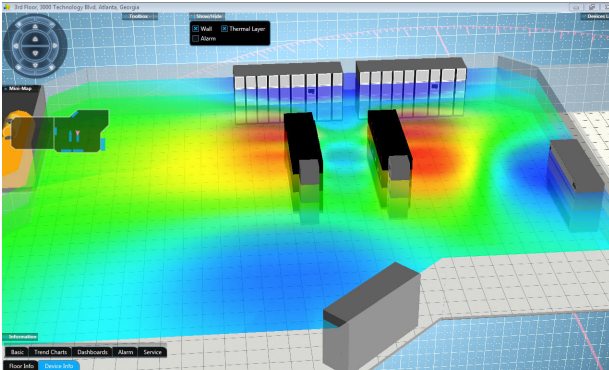 3rd Floor, 3000 Technology Blvd, Atlanta, Georgia
Toolbox
Show/Hide
Devices L
Wall
Thermal Layer
Alarm
Mini-Map
Information
Basic
Trend Charts
Dashboards
Alarm
Service
Floor Info
Device Info